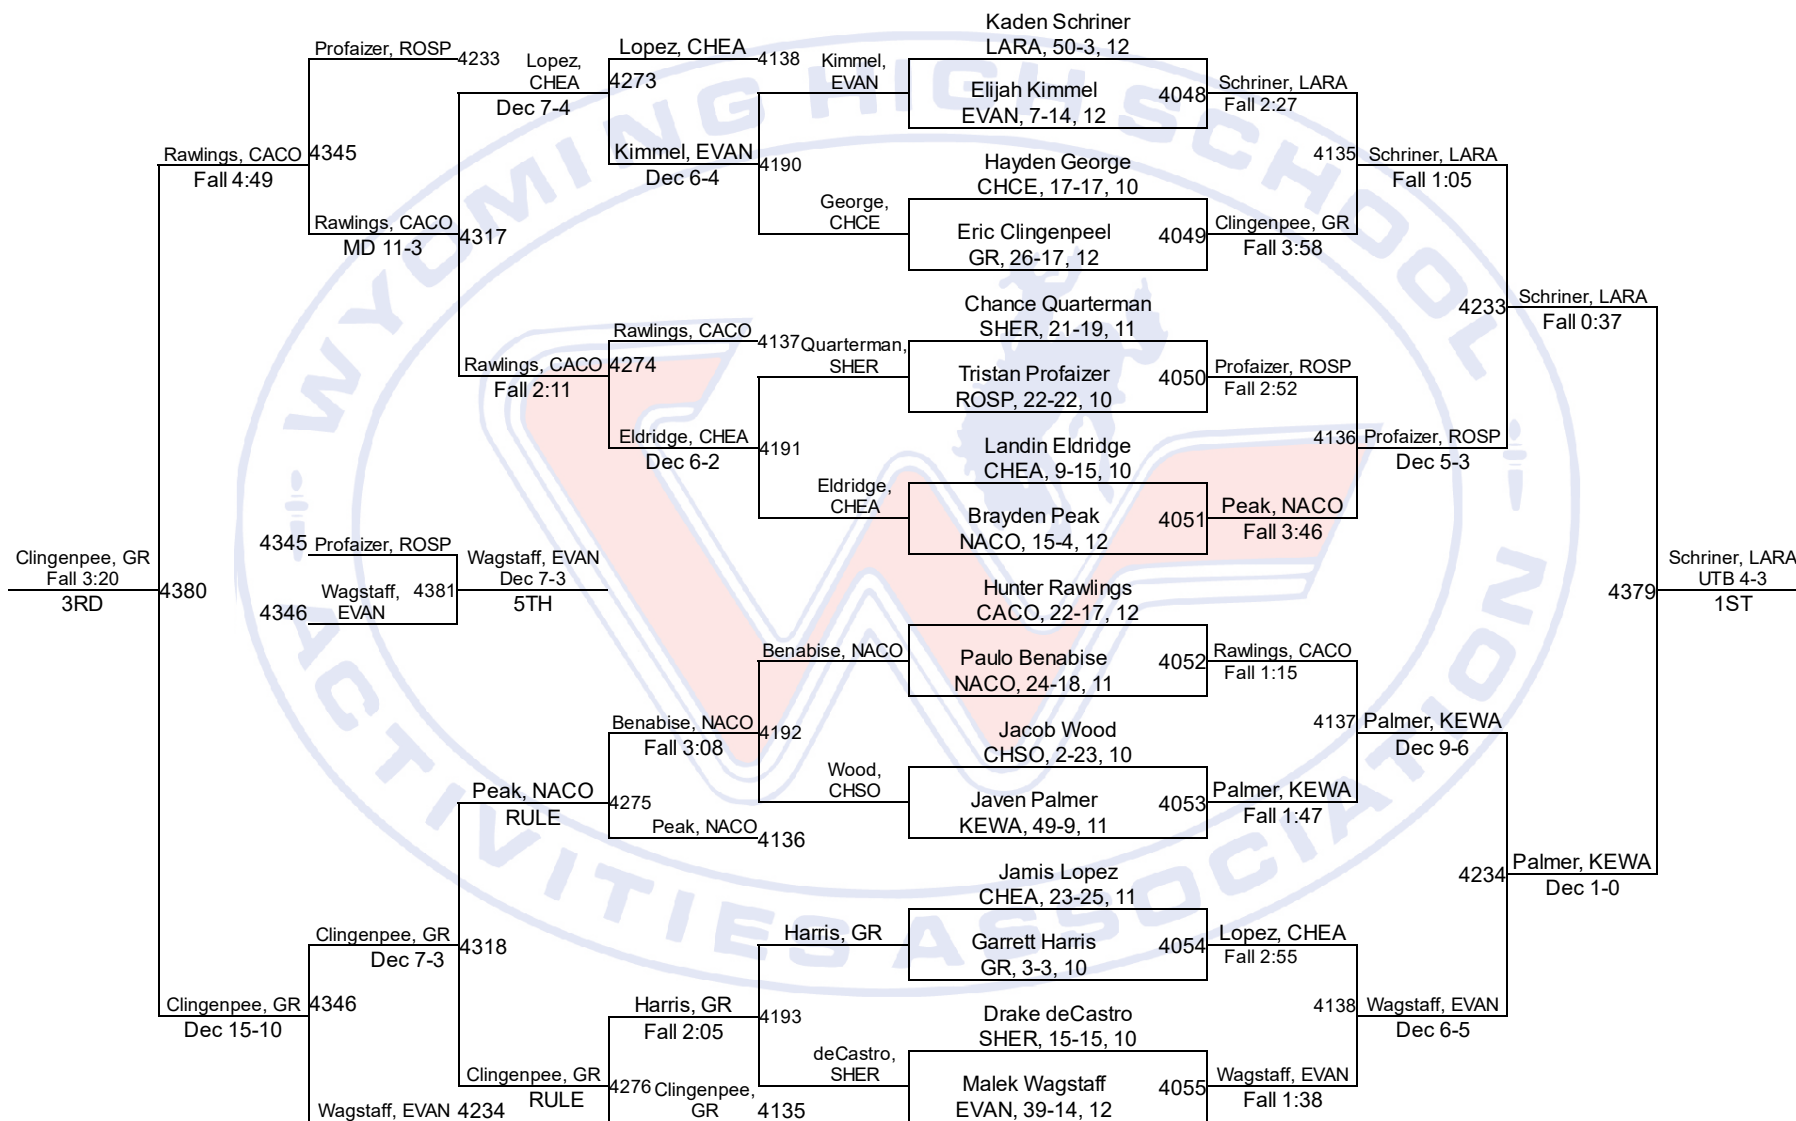 Kaden Schriner
LARA, 50-3, 12
Profaizer, ROSP
4233
Lopez,
CHEA
Dec 7-4
Lopez, CHEA
4138
4273
Kimmel,
EVAN
Elijah Kimmel
EVAN, 7-14, 12
4048
Schriner, LARA
Fall 2:27
Rawlings, CACO
Fall 4:49
4345
Kimmel, EVAN
Dec 6-4
4190
Hayden George
CHCE, 17-17, 10
4135
Schriner, LARA
Fall 1:05
Rawlings, CACO
MD 11-3
4317
George,
CHCE
Eric Clingenpeel
GR, 26-17, 12
4049
Clingenpee, GR
Fall 3:58
Chance Quarterman
SHER, 21-19, 11
4233
Schriner, LARA
Fall 0:37
Rawlings, CACO
4137
Quarterman,
SHER
Rawlings, CACO
Fall 2:11
4274
Tristan Profaizer
ROSP, 22-22, 10
4050
Profaizer, ROSP
Fall 2:52
Eldridge, CHEA
Dec 6-2
4191
Landin Eldridge
CHEA, 9-15, 10
4136
Profaizer, ROSP
Dec 5-3
Eldridge,
CHEA
Brayden Peak
NACO, 15-4, 12
4051
Peak, NACO
Fall 3:46
4345
Profaizer, ROSP
Clingenpee, GR
Fall 3:20
3RD
4380
Wagstaff,
EVAN
4346
4381
Wagstaff, EVAN
Dec 7-3
5TH
Hunter Rawlings
CACO, 22-17, 12
4379
Schriner, LARA
UTB 4-3
1ST
Benabise, NACO
Paulo Benabise
NACO, 24-18, 11
4052
Rawlings, CACO
Fall 1:15
Benabise, NACO
Fall 3:08
4192
Jacob Wood
CHSO, 2-23, 10
4137
Palmer, KEWA
Dec 9-6
Peak, NACO
RULE
4275
Wood,
CHSO
Javen Palmer
KEWA, 49-9, 11
4053
Palmer, KEWA
Fall 1:47
Peak, NACO
4136
Jamis Lopez
CHEA, 23-25, 11
4234
Palmer, KEWA
Dec 1-0
Clingenpee, GR
Dec 7-3
4318
Harris, GR
Garrett Harris
GR, 3-3, 10
4054
Lopez, CHEA
Fall 2:55
Clingenpee, GR
Dec 15-10
4346
Harris, GR
Fall 2:05
4193
Drake deCastro
SHER, 15-15, 10
4138
Wagstaff, EVAN
Dec 6-5
deCastro,
SHER
Clingenpee, GR
RULE
4276
Malek Wagstaff
EVAN, 39-14, 12
4055
Wagstaff, EVAN
Fall 1:38
Wagstaff, EVAN
4234
Clingenpee,
GR
4135
WYOMING HIGH SCHOOL
ACTIVITIES ASSOCIATION